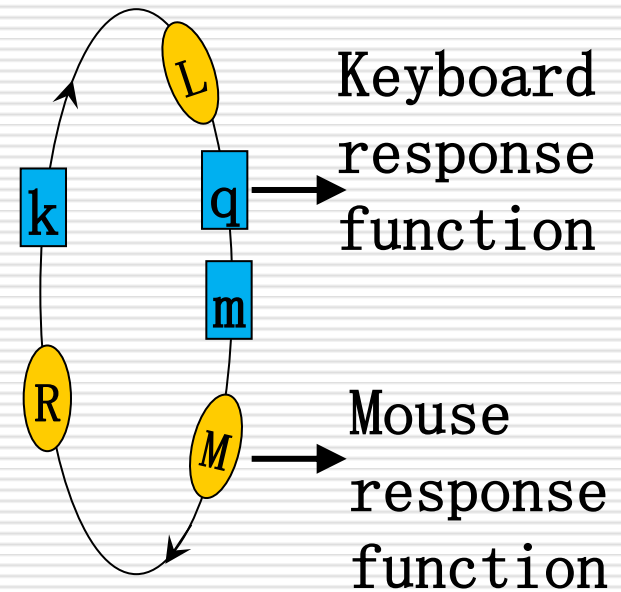 L
Keyboard
response
function
q
k
m
R
M
Mouse
response
function